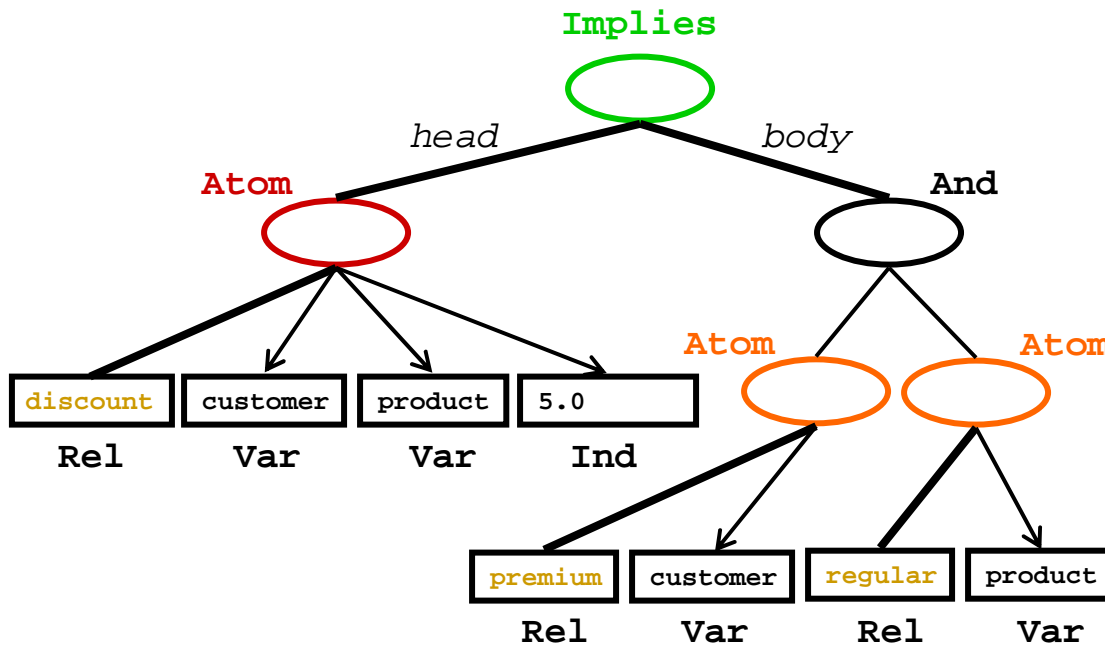 Implies
head body
Atom And
Atom Atom
discount customer product 5.0
Rel Var Var Ind
premium customer regular product
Rel Var Rel Var